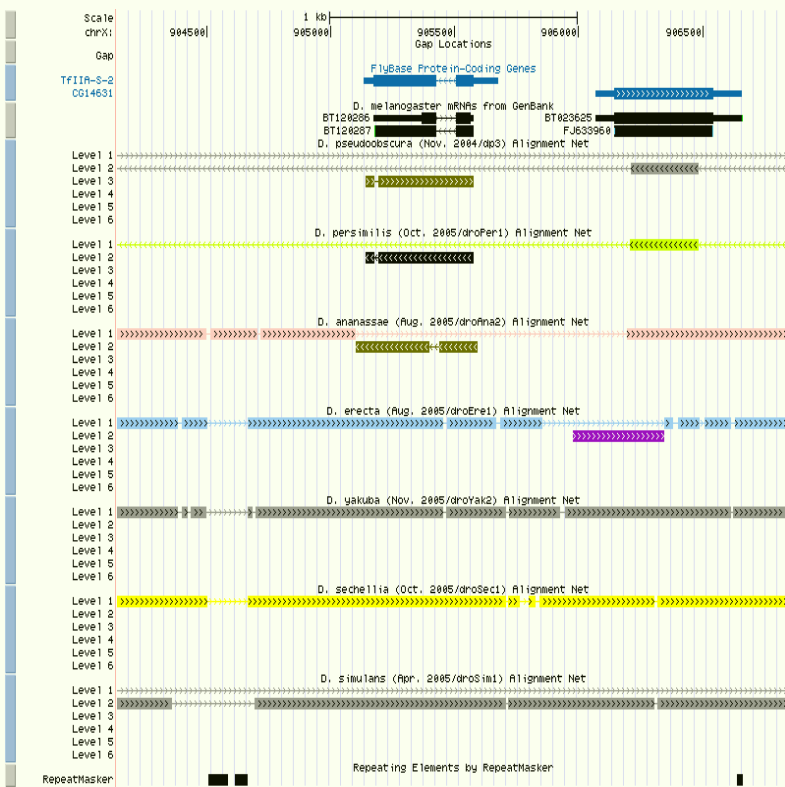 Scale 1 kb
chrX: 904500 905000 905500 906000 906500
Gap Locations
Gap
FlyBase Protein-Coding Genes
TfIIA-S-2
CG14631
D. melanogaster mRNAs from GenBank
BT120286 BT023625
BT120287 FJ633960
D. pseudoobscura (Nov. 2004/dp3) Alignment Net
Level 1
Level 2
Level 3
Level 4
Level 5
Level 6
D. persimilis (Oct. 2005/droPer1) Alignment Net
Level 1
Level 2
Level 3
Level 4
Level 5
Level 6
D. ananassae (Aug. 2005/droAna2) Alignment Net
Level 1
Level 2
Level 3
Level 4
Level 5
Level 6
D. erecta (Aug. 2005/droEre1) Alignment Net
Level 1
Level 2
Level 3
Level 4
Level 5
Level 6
D. yakuba (Nov. 2005/droYak2) Alignment Net
Level 1
Level 2
Level 3
Level 4
Level 5
Level 6
D. sechellia (Oct. 2005/droSec1) Alignment Net
Level 1
Level 2
Level 3
Level 4
Level 5
Level 6
D. simulans (Apr. 2005/droSim1) Alignment Net
Level 1
Level 2
Level 3
Level 4
Level 5
Level 6
Repeating Elements by RepeatMasker
RepeatMasker